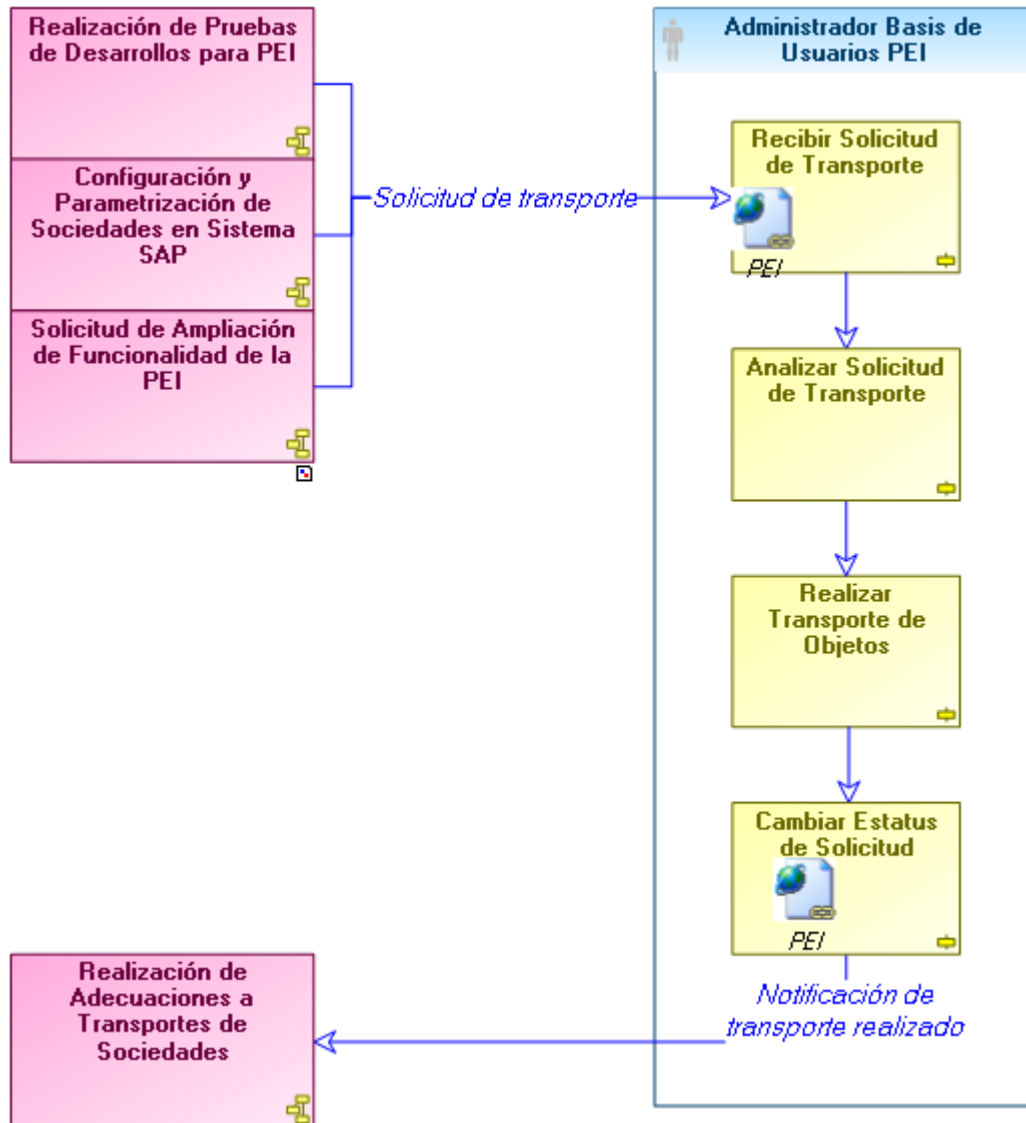 Realización de Pruebas
de Desarrollos para PEI
Configuración y
Parametrización de
Sociedades en Sistema
SAP
Solicitud de Ampliación
de Funcionalidad de la
PEI
Solicitud de transporte
Administrador Basis de
Usuarios PEI
Recibir Solicitud
de Transporte
PEI
Analizar Solicitud
de Transporte
Realizar
Transporte de
Objetos
Cambiar Estatus
de Solicitud
PEI
Notificación de
transporte realizado
Realización de
Adecuaciones a
Transportes de
Sociedades